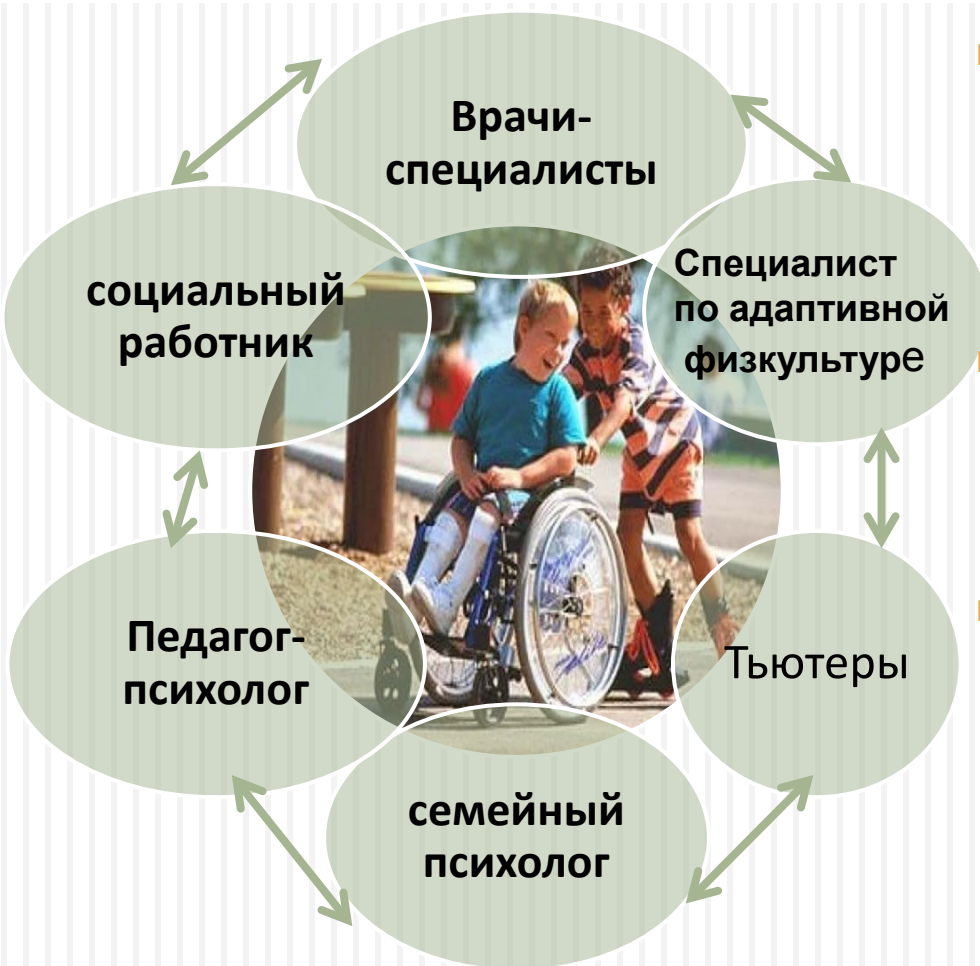 Врачи-
специалисты
Специалист
по адаптивной
физкультуре
социальный
работник
Педагог-
психолог
Тьютеры
семейный
психолог